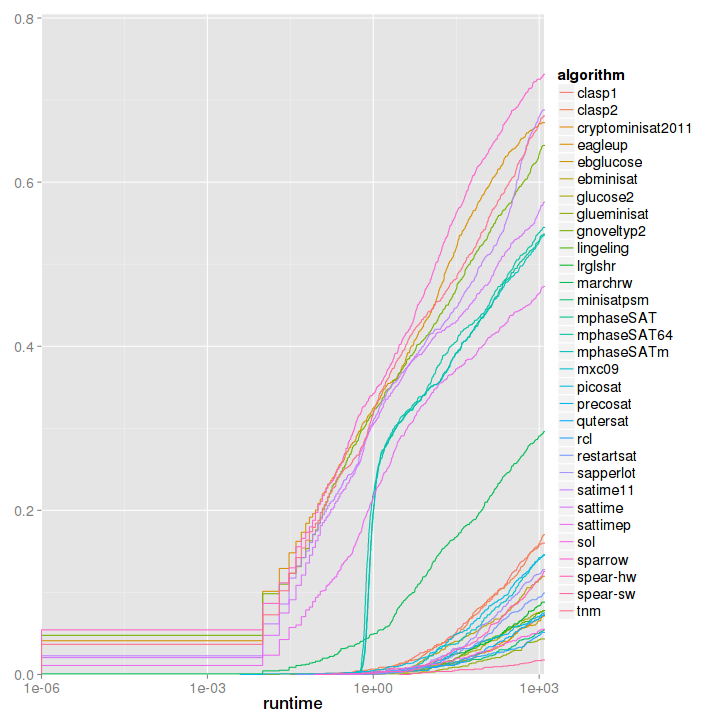 0.8
0.6
0.4
0.2
0.0
1e-06
1e-03
1e+00
1e+03
runtime
algorithm
clasp1
clasp2
cryptominisat2011
eagleup
ebglucose
ebminisat
glucose2
glueminisat
gnoveltyp2
lingeling
lrglshr
marchrw
minisatpsm
mphaseSAT
mphaseSAT64
mphaseSATm
mxc09
picosat
precosat
qutersat
rcl
restartsat
sapperlot
satime11
sattime
sattimep
sol
sparrow
spear-hw
spear-sw
tnm